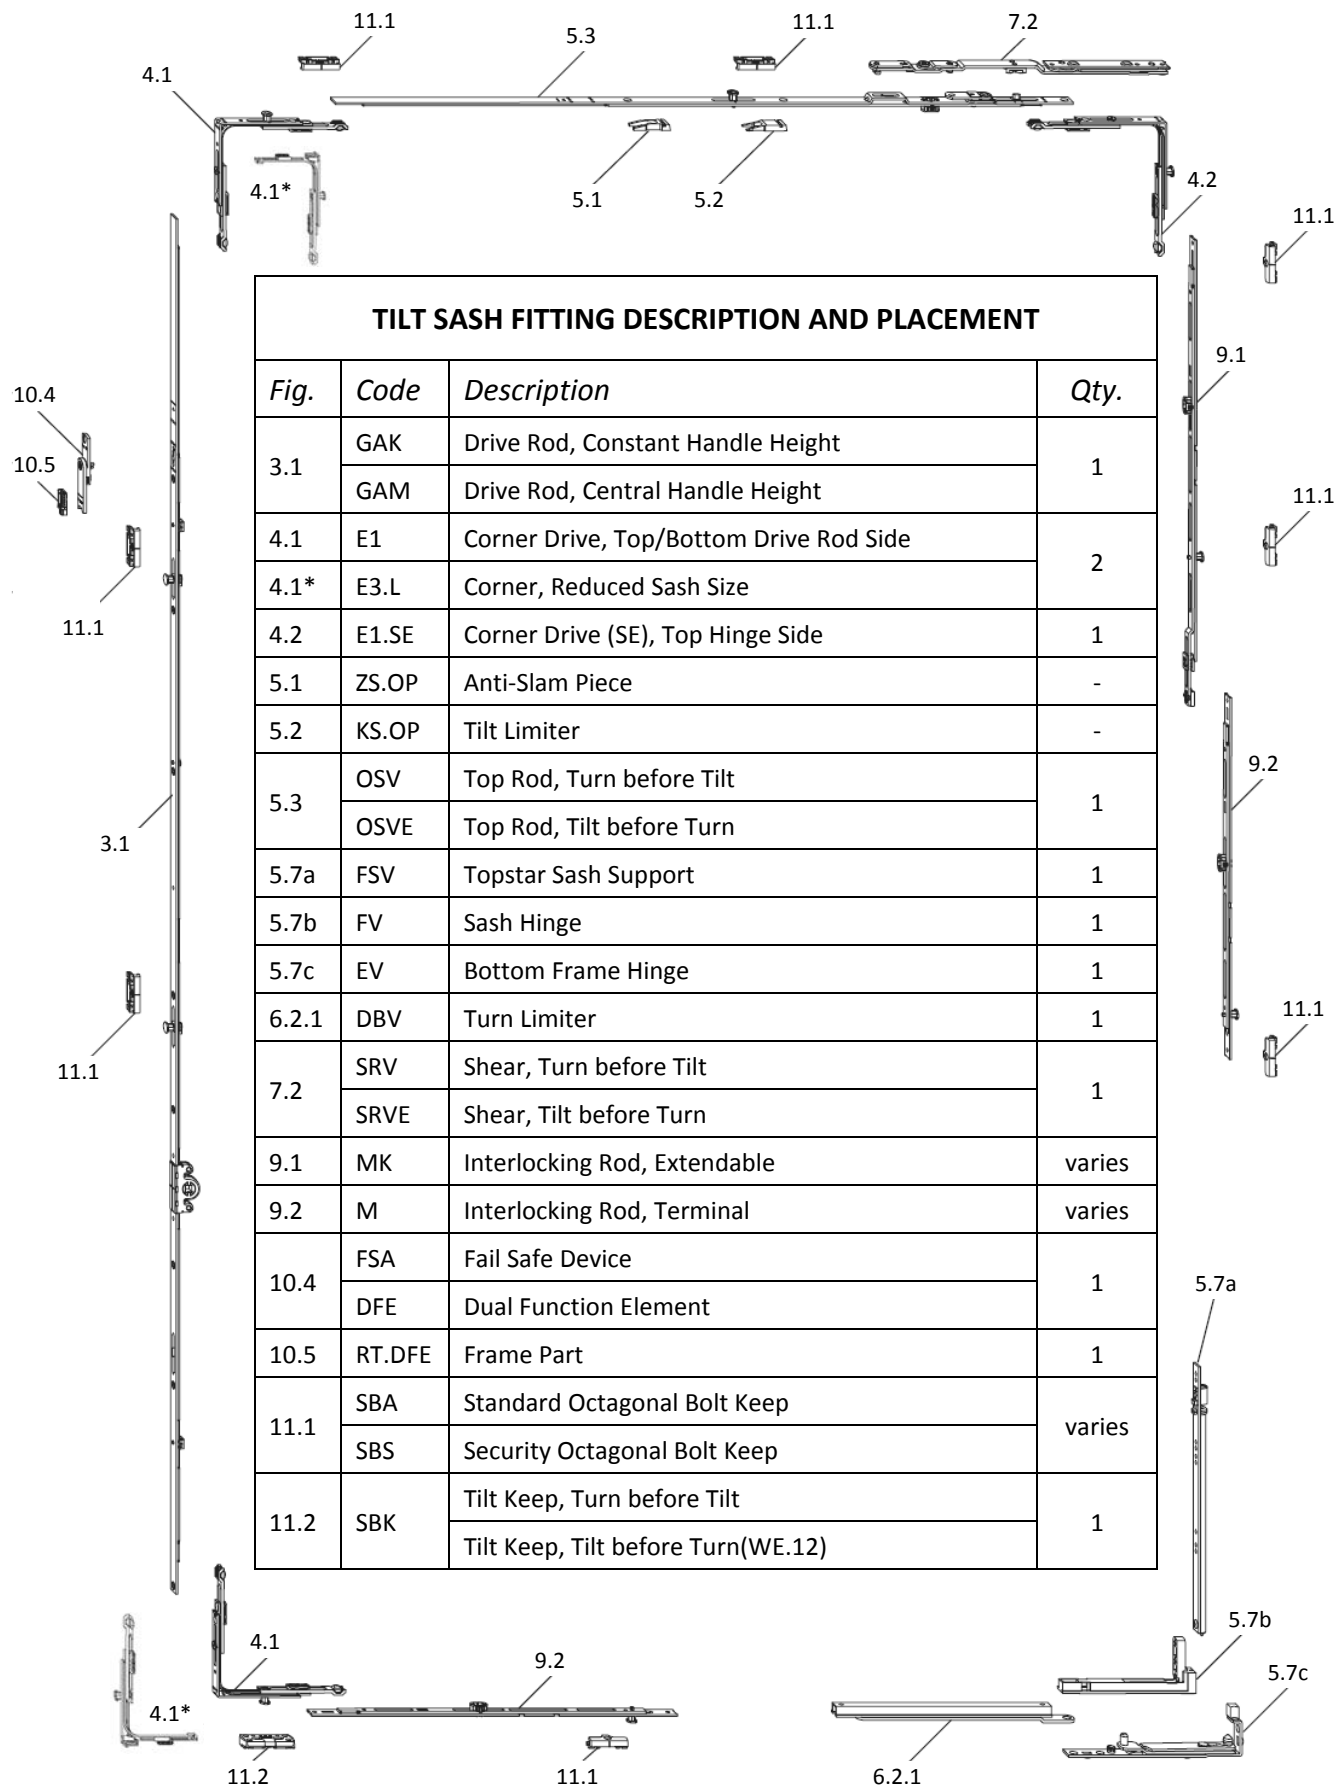 11.1
5.3
11.1
7.2
4.1
4.1*
5.1
5.2
4.2
11.1
TILT SASH FITTING DESCRIPTION AND PLACEMENT
Fig. Code Description Qty.
3.1 GAK Drive Rod, Constant Handle Height 1
GAM Drive Rod, Central Handle Height
4.1 E1 Corner Drive, Top/Bottom Drive Rod Side 2
4.1* E3.L Corner, Reduced Sash Size
4.2 E1.SE Corner Drive (SE), Top Hinge Side 1
5.1 ZS.OP Anti-Slam Piece -
5.2 KS.OP Tilt Limiter -
5.3 OSV Top Rod, Turn before Tilt 1
OSVE Top Rod, Tilt before Turn
5.7a FSV Topstar Sash Support 1
5.7b FV Sash Hinge 1
5.7c EV Bottom Frame Hinge 1
6.2.1 DBV Turn Limiter 1
7.2 SRV Shear, Turn before Tilt 1
SRVE Shear, Tilt before Turn
9.1 MK Interlocking Rod, Extendable varies
9.2 M Interlocking Rod, Terminal varies
10.4 FSA Fail Safe Device 1
DFE Dual Function Element
10.5 RT.DFE Frame Part 1
11.1 SBA Standard Octagonal Bolt Keep varies
SBS Security Octagonal Bolt Keep
11.2 SBK Tilt Keep, Turn before Tilt 1
Tilt Keep, Tilt before Turn(WE.12)
10.4
10.5
11.1
3.1
11.1
9.1
11.1
9.2
11.1
5.7a
5.7b
5.7c
4.1
9.2
4.1*
11.2
11.1
6.2.1